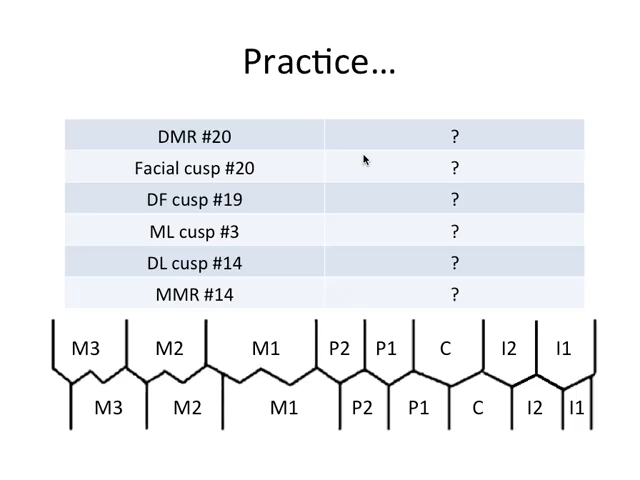 Practice...
DMR #20 ?
Facial cusp #20 ?
DF cusp #19 ?
ML cusp #3 ?
DL cusp #14 ?
MMR #14 ?
M3 M2 M1 P2 P1 C I2 I1
M3 M2 M1 P2 P1 C I2 I1